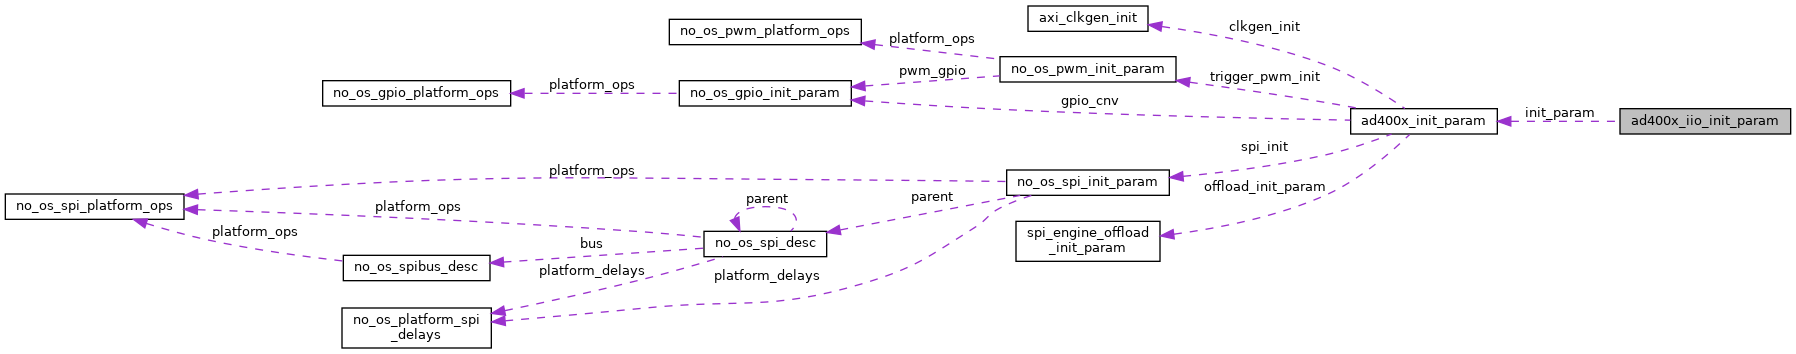 axi_clkgen_init
clkgen_init
no_os_pwm_platform_ops
platform_ops
no_os_pwm_init_param
pwm_gpio
trigger_pwm_init
no_os_gpio_platform_ops
platform_ops
no_os_gpio_init_param
gpio_cnv
ad400x_init_param
init_param
ad400x_iio_init_param
spi_init
platform_ops
no_os_spi_init_param
offload_init_param
no_os_spi_platform_ops
platform_ops
parent
parent
platform_ops
bus
no_os_spi_desc
spi_engine_offload
_init_param
no_os_spibus_desc
platform_delays
platform_delays
no_os_platform_spi
_delays